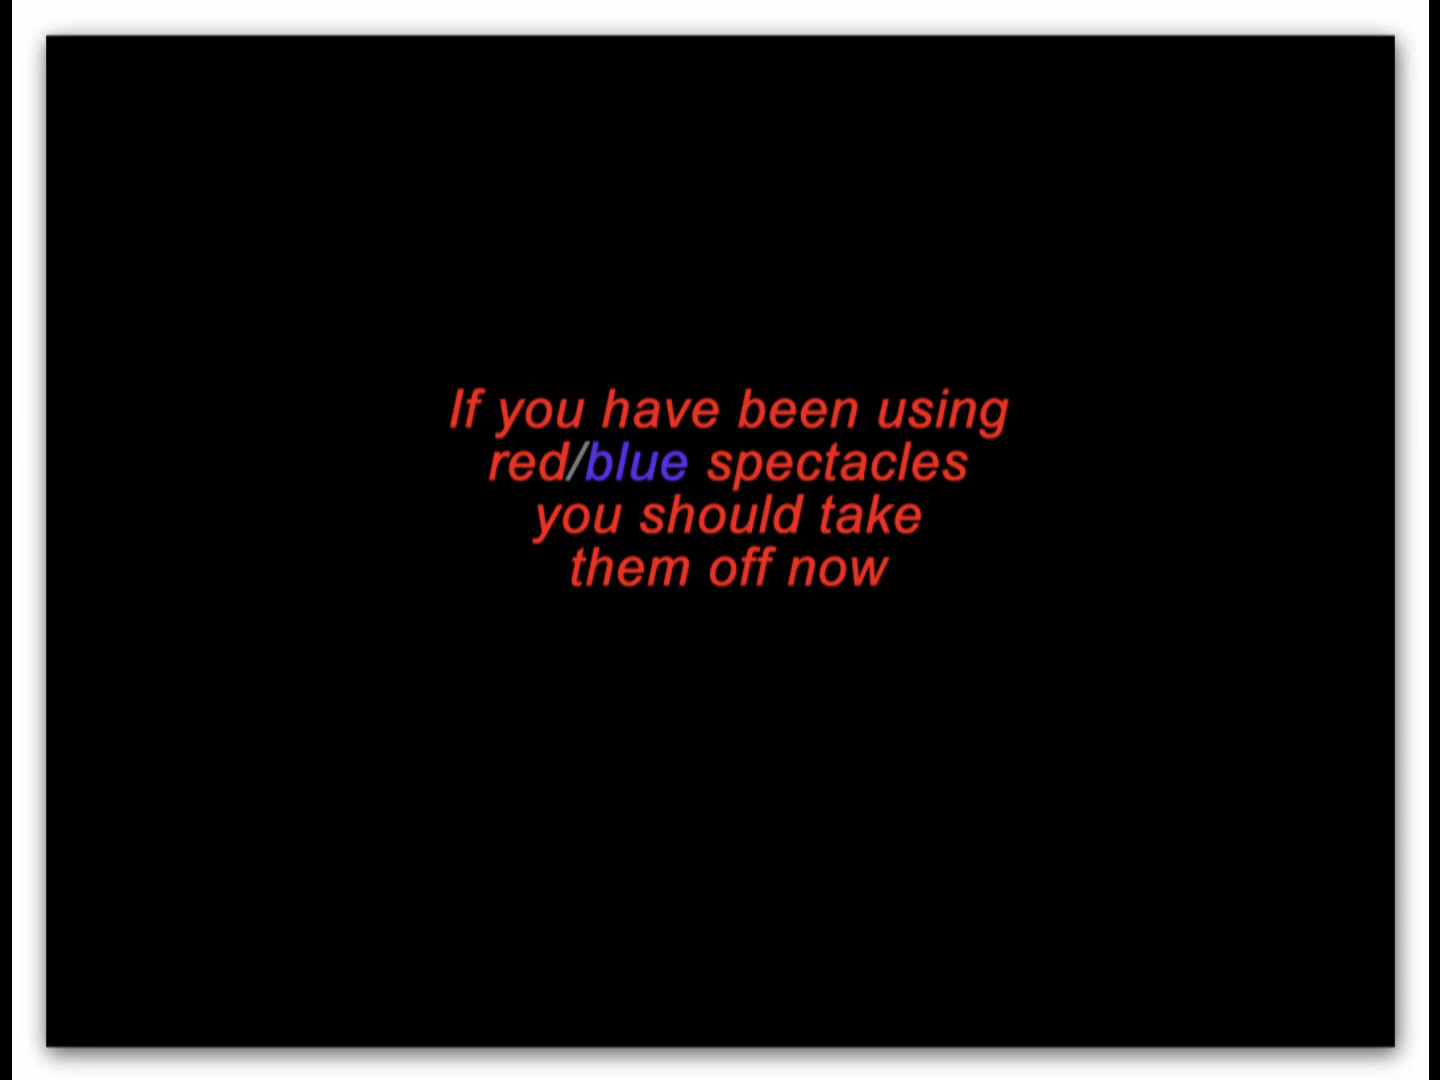 If you have been using
red/blue spectacles
you should take
them off now